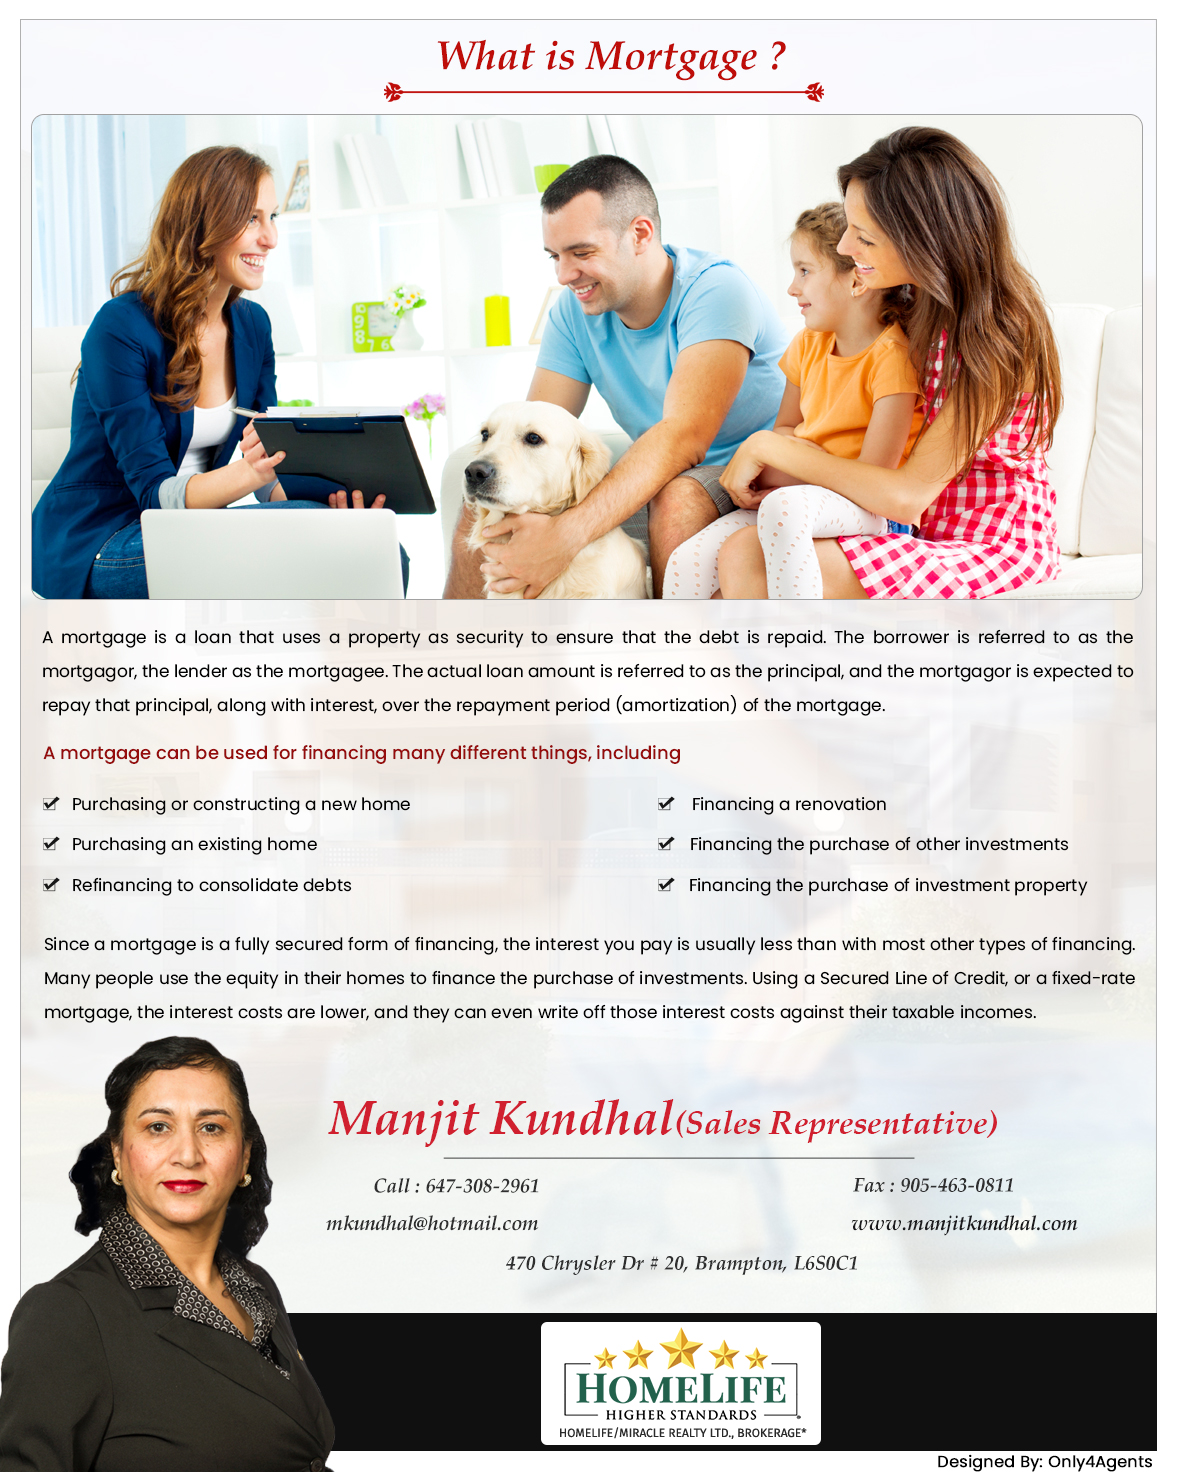 What is Mortgage ?
A mortgage is a loan that uses a property as security to ensure that the debt is repaid. The borrower is referred to as the
mortgagor, the lender as the mortgagee. The actual loan amount is referred to as the principal, and the mortgagor is expected to
repay that principal, along with interest, over the repayment period (amortization) of the mortgage.
A mortgage can be used for financing many different things, including
Purchasing or constructing a new home
Purchasing an existing home
Refinancing to consolidate debts
Financing a renovation
Financing the purchase of other investments
Financing the purchase of investment property
Since a mortgage is a fully secured form of financing, the interest you pay is usually less than with most other types of financing.
Many people use the equity in their homes to finance the purchase of investments. Using a Secured Line of Credit, or a fixed-rate
mortgage, the interest costs are lower, and they can even write off those interest costs against their taxable incomes.
Manjit Kundhal(Sales Representative)
Call : 647-308-2961
Fax : 905-463-0811
mkundhal@hotmail.com
www.manjitkundhal.com
470 Chrysler Dr # 20, Brampton, L6S0C1
HOMELIFE
HIGHER STANDARDS
HOMELIFE/MIRACLE REALTY LTD., BROKERAGE*
Designed By: Only4Agents